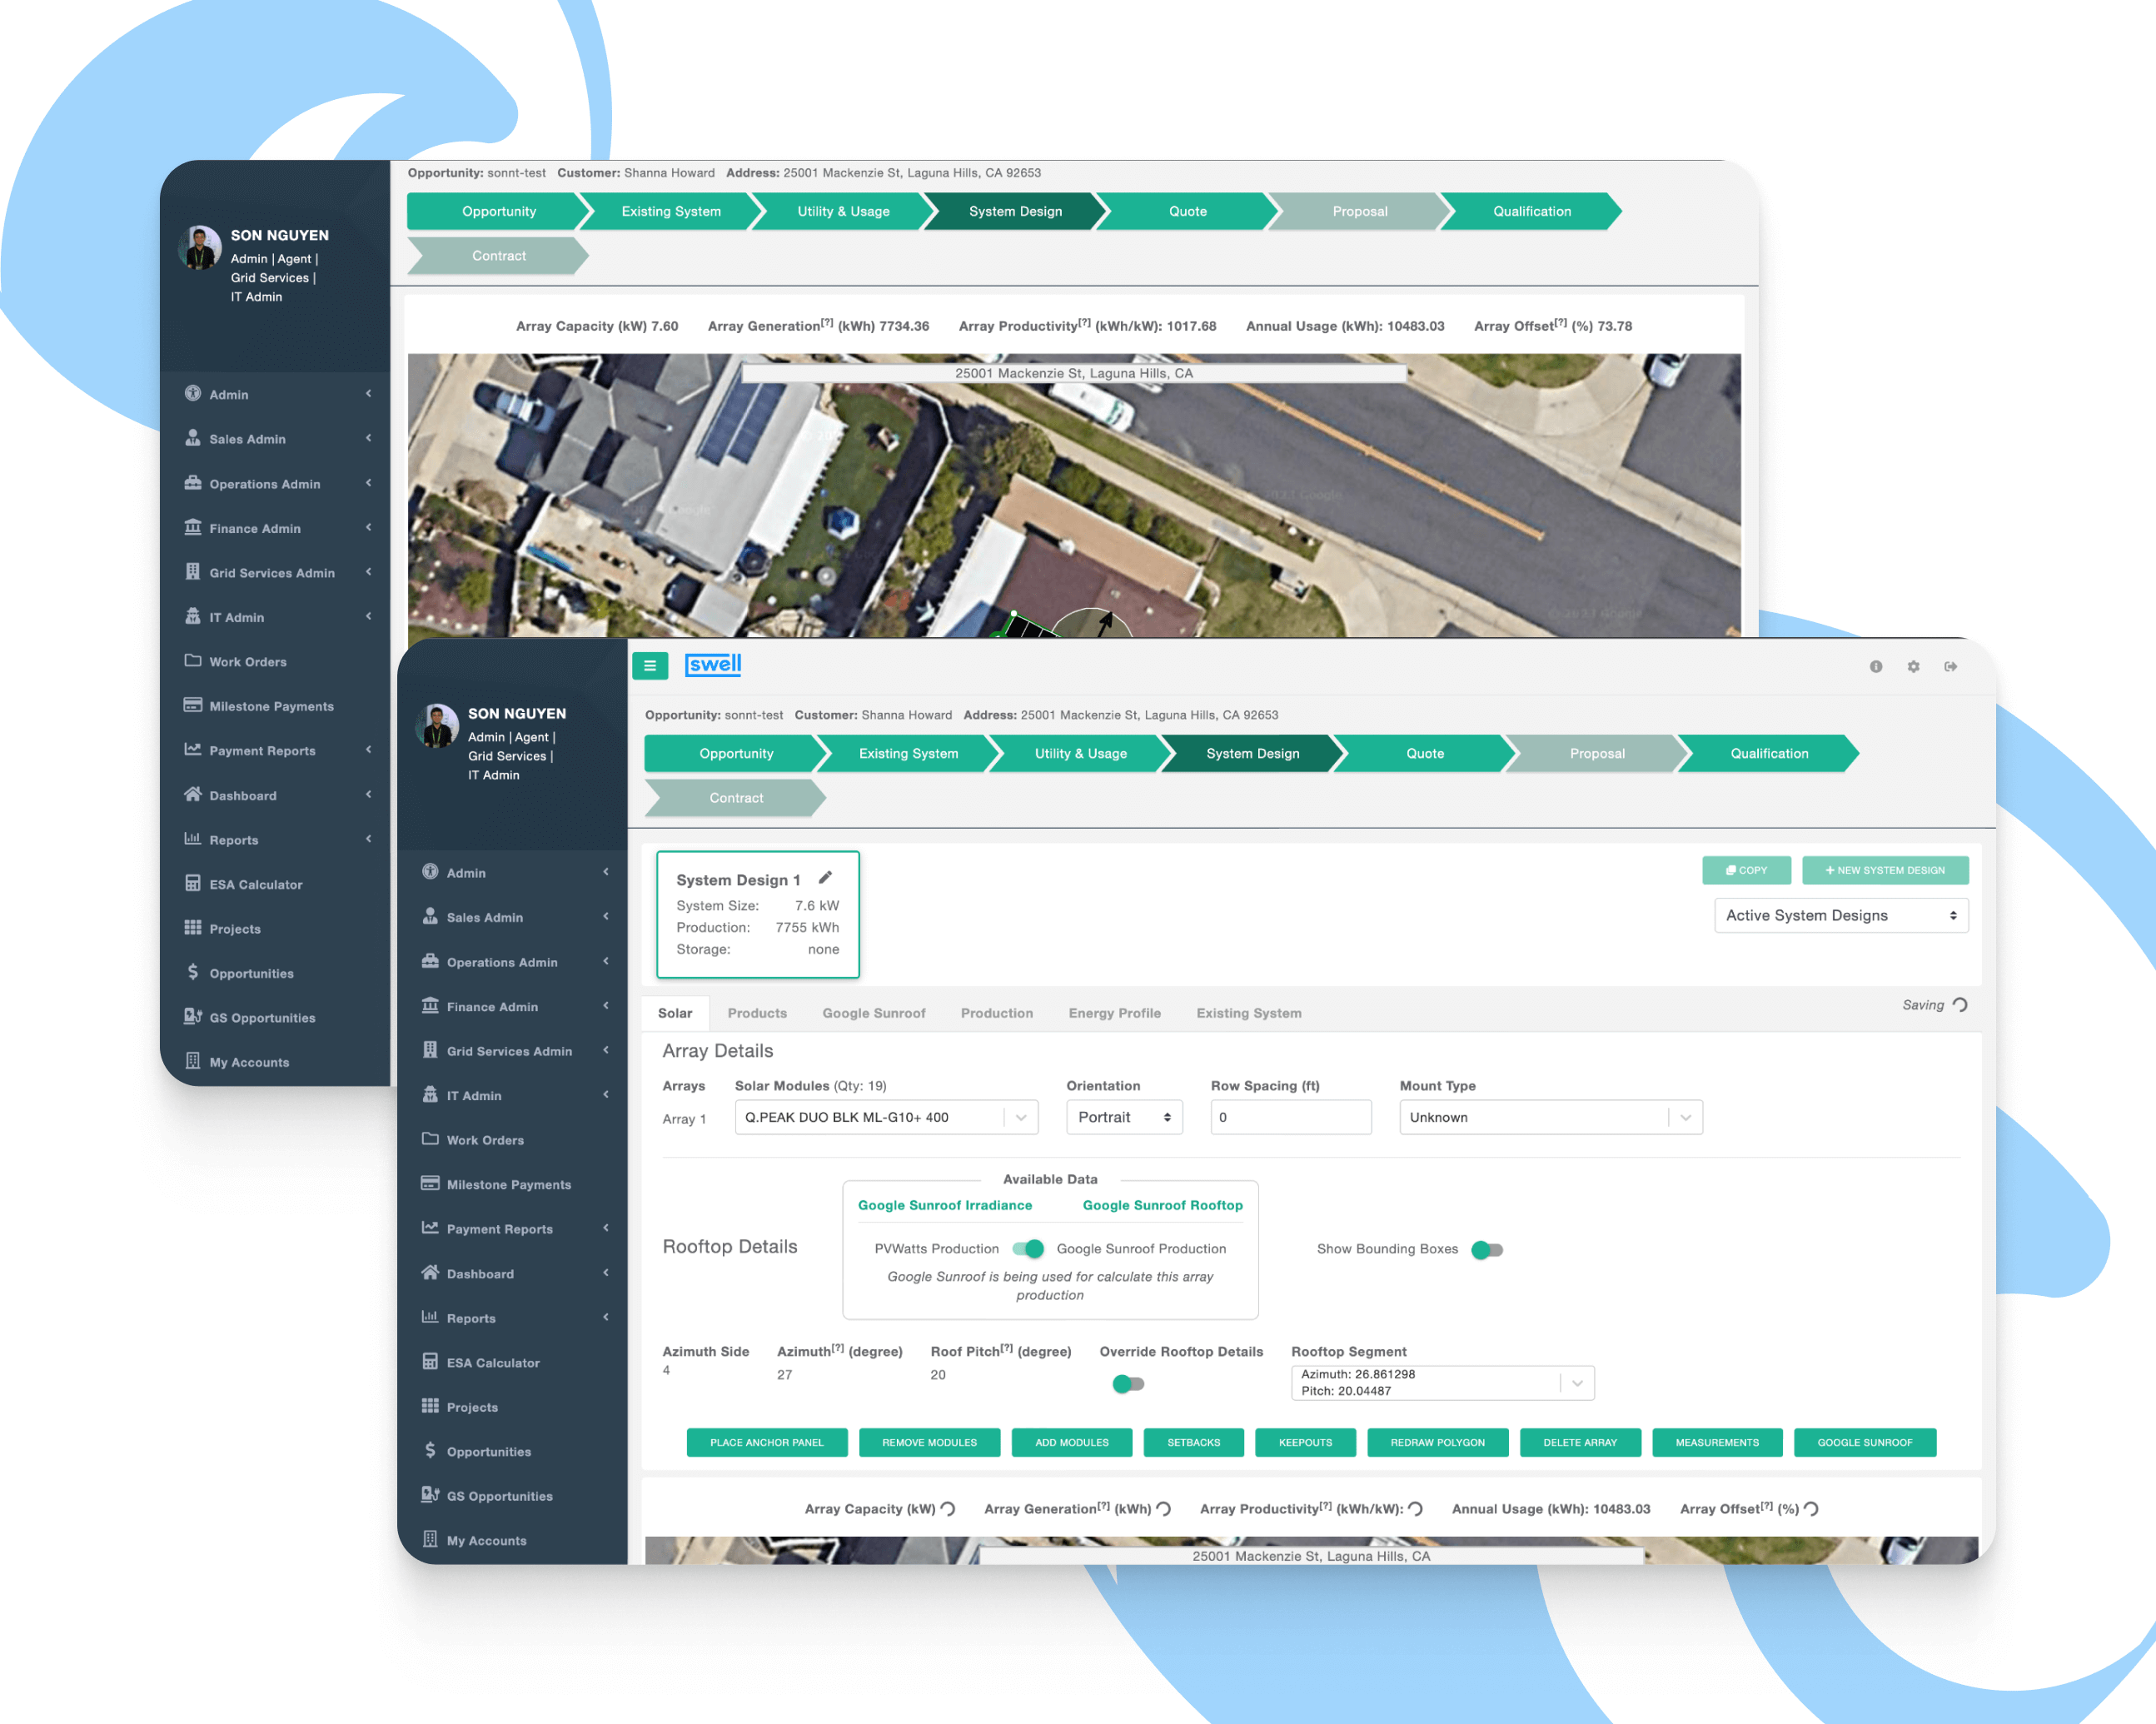 Opportunity: sonnt-test Customer: Shanna Howard Address: 25001 Mackenzie St, Laguna Hills, CA 92653
Opportunity Existing System Utility & Usage System Design Quote Proposal Qualification
Contract
SON NGUYEN
Admin | Agent |
Grid Services |
IT Admin
Array Capacity (kW) 7.60 Array Generation[?] (kWh) 7734.36 Array Productivity[?] (kWh/kW): 1017.68 Annual Usage (kWh): 10483.03 Array Offset[?] (%) 73.78
25001 Mackenzie St, Laguna Hills, CA
Admin
Sales Admin
Operations Admin
Finance Admin
Grid Services Admin
IT Admin
Work Orders
Milestone Payments
Payment Reports
Dashboard
Reports
ESA Calculator
Projects
Opportunities
GS Opportunities
My Accounts
swell
SON NGUYEN
Admin | Agent |
Grid Services |
IT Admin
Admin
Sales Admin
Operations Admin
Finance Admin
Grid Services Admin
IT Admin
Work Orders
Milestone Payments
Payment Reports
Dashboard
Reports
ESA Calculator
Projects
Opportunities
GS Opportunities
My Accounts
Opportunity: sonnt-test Customer: Shanna Howard Address: 25001 Mackenzie St, Laguna Hills, CA 92653
Opportunity Existing System Utility & Usage System Design Quote Proposal Qualification
Contract
System Design 1
System Size: 7.6 kW
Production: 7755 kWh
Storage: none
COPY + NEW SYSTEM DESIGN
Active System Designs
Solar Products Google Sunroof Production Energy Profile Existing System Saving
Array Details
Arrays Solar Modules (Qty: 19) Orientation Row Spacing (ft) Mount Type
Array 1 Q.PEAK DUO BLK ML-G10+ 400 Portrait 0 Unknown
Available Data
Google Sunroof Irradiance Google Sunroof Rooftop
Rooftop Details PVWatts Production Google Sunroof Production Show Bounding Boxes
Google Sunroof is being used for calculate this array
production
Azimuth Side Azimuth[?] (degree) Roof Pitch[?] (degree) Override Rooftop Details Rooftop Segment
4 27 20 Azimuth: 26.861298
Pitch: 20.04487
PLACE ANCHOR PANEL REMOVE MODULES ADD MODULES SETBACKS KEEPOUTS REDRAW POLYGON DELETE ARRAY MEASUREMENTS GOOGLE SUNROOF
Array Capacity (kW) Array Generation[?] (kWh) Array Productivity[?] (kWh/kW): Annual Usage (kWh): 10483.03 Array Offset[?] (%)
25001 Mackenzie St, Laguna Hills, CA